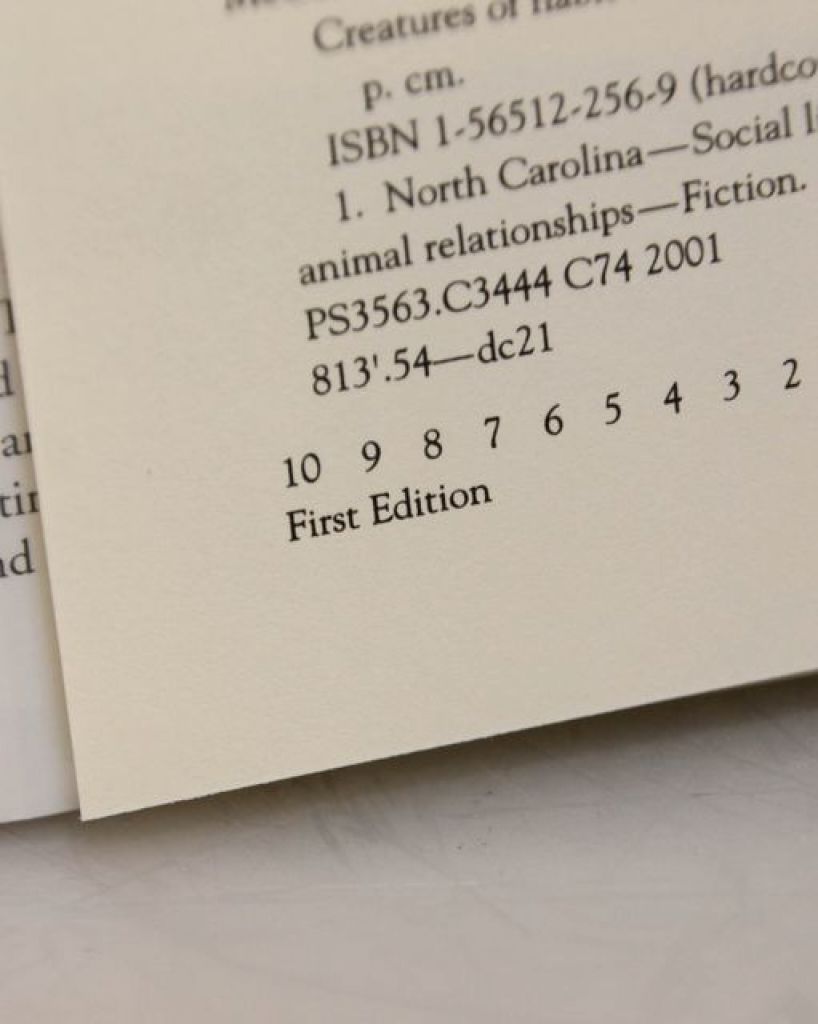 Creatures of
p. cm.
ISBN 1-56512-256-9 (hardco
1. North Carolina—Social l
animal relationships—Fiction.
PS3563.C3444 C74 2001
813'.54—dc21
10 9 8 7 6 5 4 3 2
First Edition